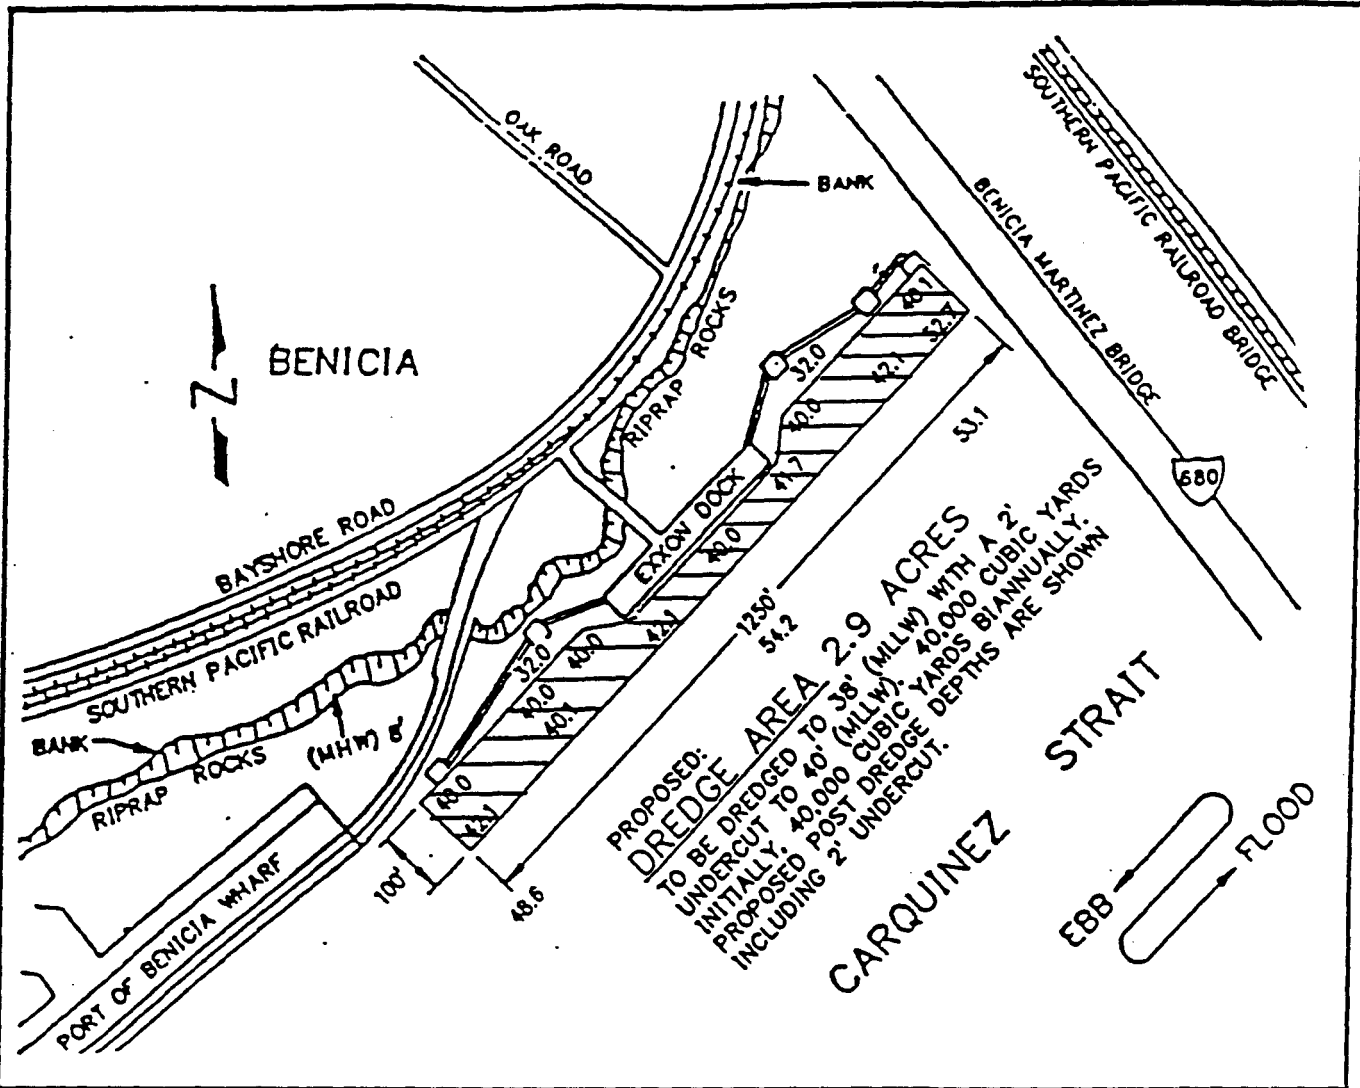 OAK ROAD
BANK
SOUTHERN PACIFIC RAILROAD BRIDGE
BENICIA MARTINEZ BRIDGE
680
N
BENICIA
RIPRAP ROCKS
48.1
52.7
32.0
42.1
40.0
41.7
53.1
EXXON DOCK
40.0
BAYSHORE ROAD
SOUTHERN PACIFIC RAILROAD
42.1
40.0
32.0
40.0
40.1
1250'
54.2
BANK
RIPRAP ROCKS
(MHW) 6'
40.0
42.1
100'
48.6
PORT OF BENICIA WHARF
PROPOSED:
DREDGE AREA 2.9 ACRES
TO BE DREDGED TO 38' (MLLW) WITH A 2'
UNDERCUT TO 40' (MLLW). 40,000 CUBIC YARDS
INITIALLY, 40,000 CUBIC YARDS BIANNUALLY.
PROPOSED POST DREDGE DEPTHS ARE SHOWN
INCLUDING 2' UNDERCUT.
CARQUINEZ STRAIT
EBB
FLOOD